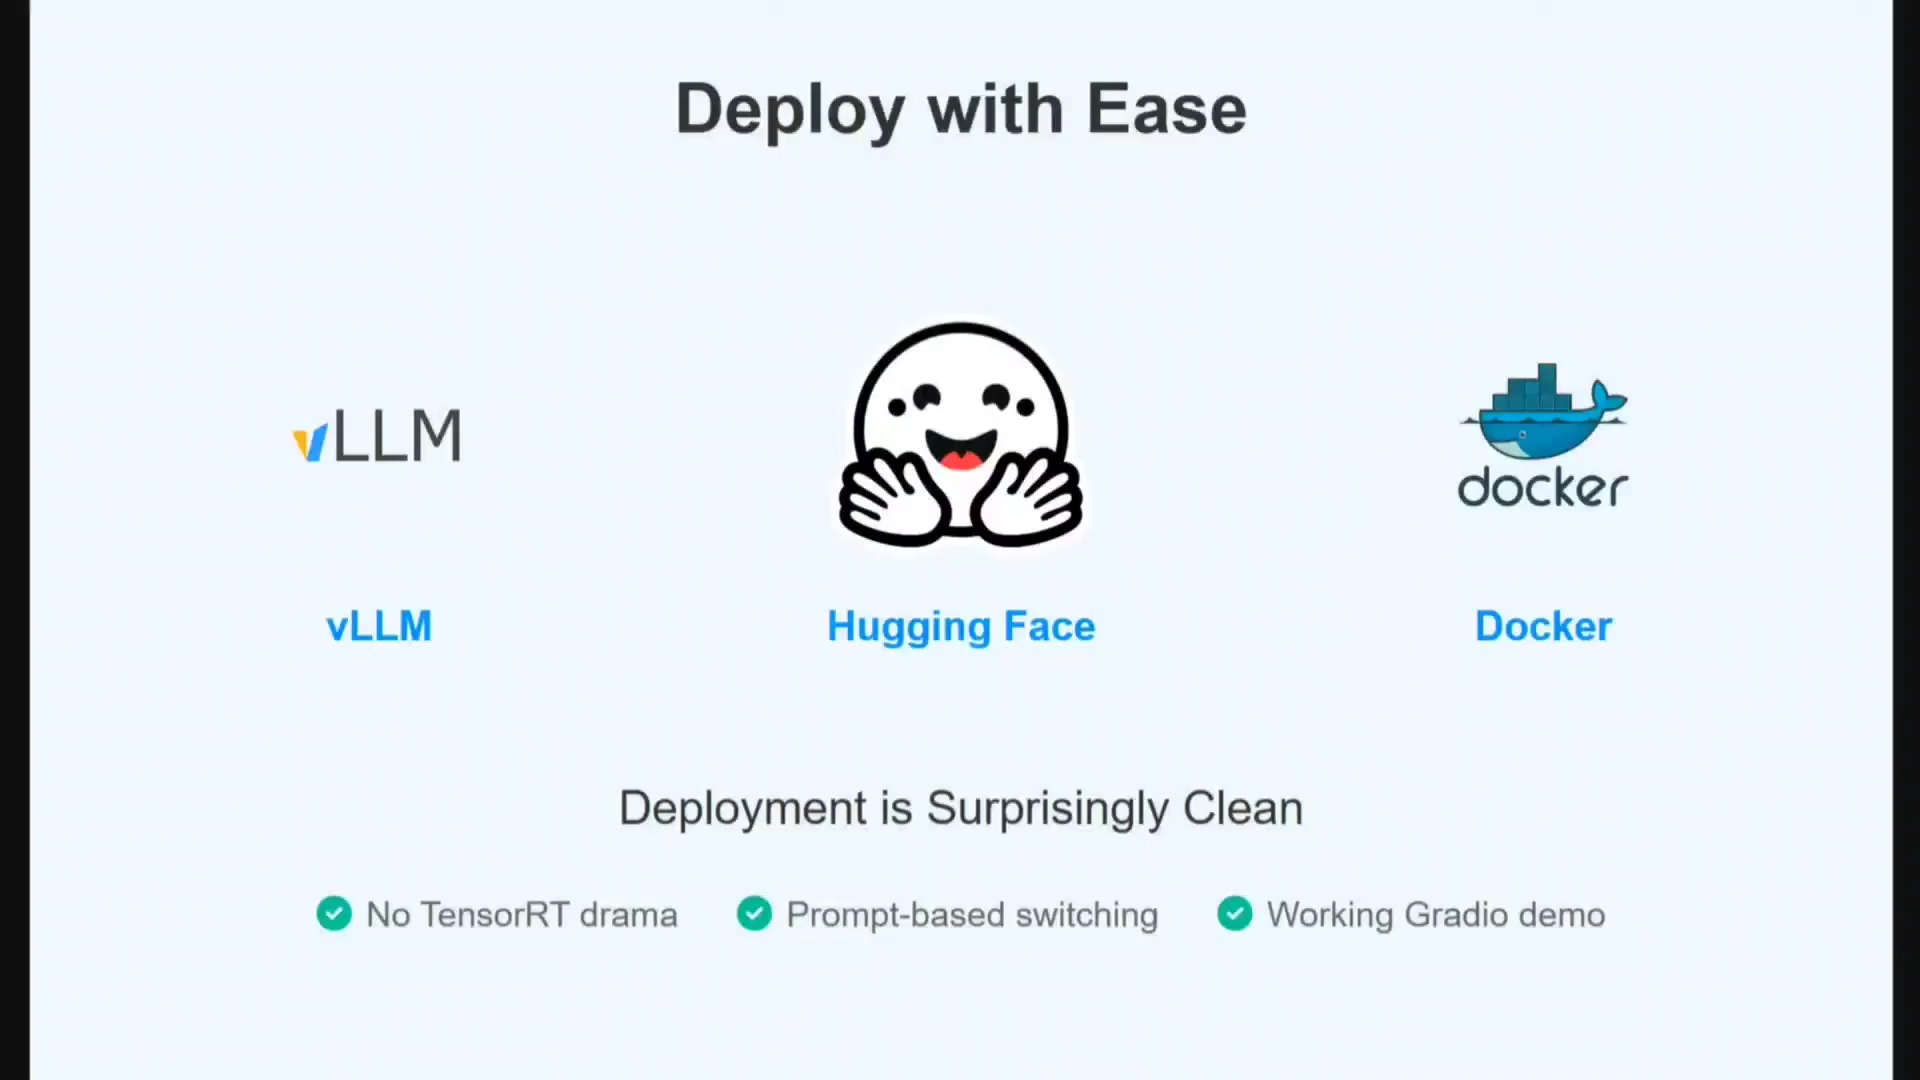 Deploy with Ease
vLLM
docker
vLLM
Hugging Face
Docker
Deployment is Surprisingly Clean
No TensorRT drama
Prompt-based switching
Working Gradio demo